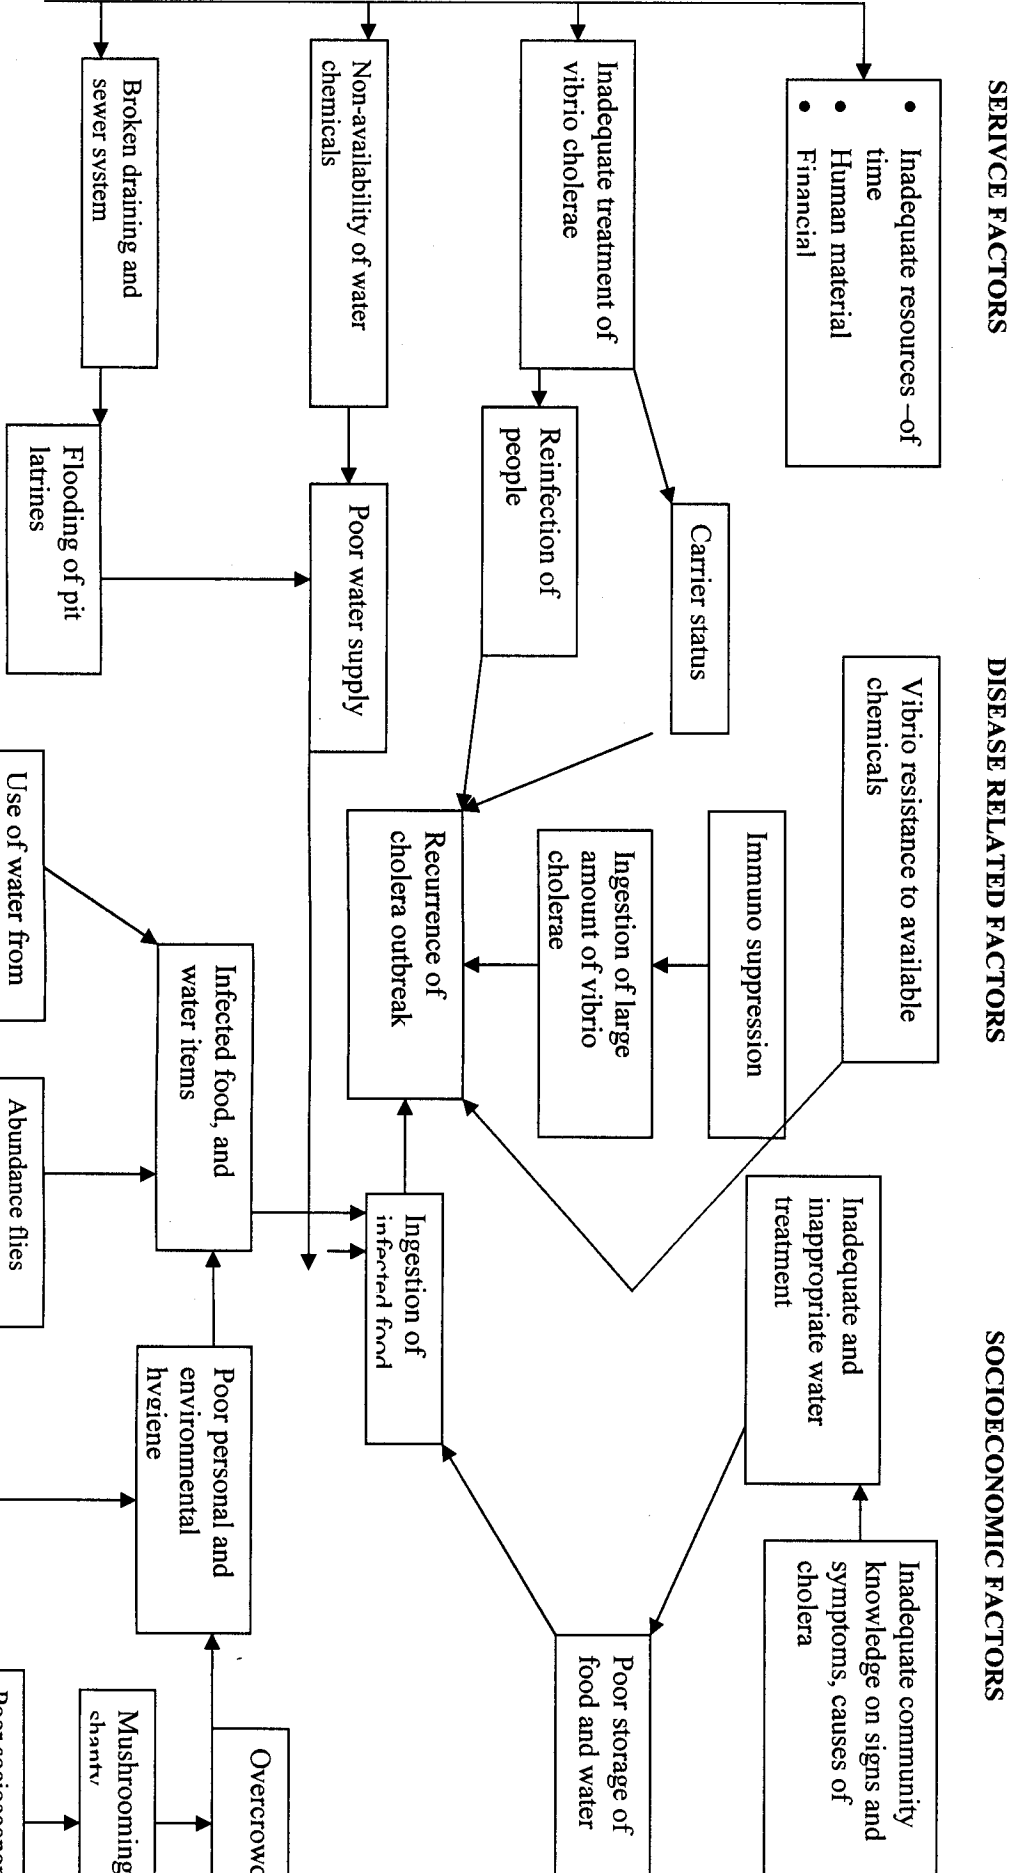 SERIVCE FACTORS
DISEASE RELATED FACTORS
SOCIOECONOMIC FACTORS
• Inadequate resources –of
time
• Human material
• Financial
Vibrio resistance to available
chemicals
Inadequate community
knowledge on signs and
symptoms, causes of
cholera
Inadequate and
inappropriate water
treatment
Carrier status
Immuno suppression
Inadequate treatment of
vibrio cholerae
Reinfection of
people
Ingestion of large
amount of vibrio
cholerae
Poor storage of
food and water
Recurrence of
cholera outbreak
Ingestion of
infected food
Non-availability of water
chemicals
Poor water supply
Infected food, and
water items
Poor personal and
environmental
hygiene
Overcrowd
Broken draining and
sewer system
Flooding of pit
latrines
Mushrooming
shanty
Use of water from
Abundance flies